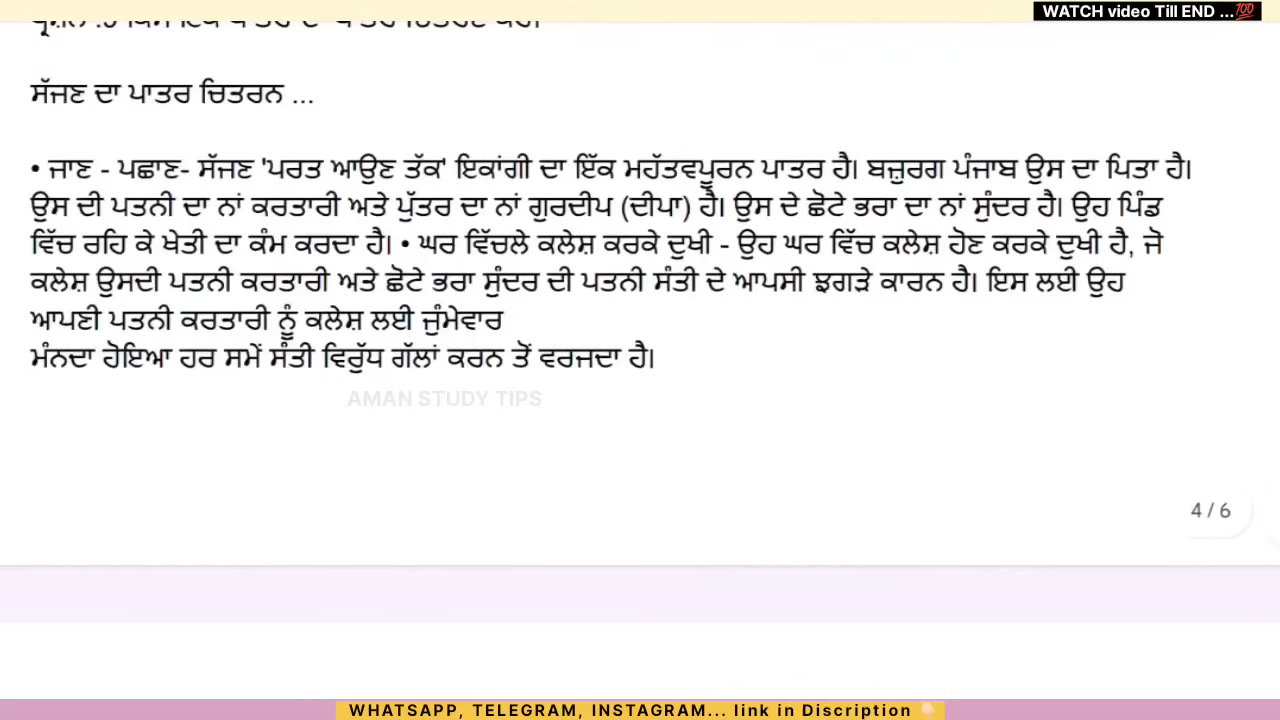 WATCH video Till END ...💯
ਸੱਜਣ ਦਾ ਪਾਤਰ ਚਿਤਰਨ ...
• ਜਾਣ - ਪਛਾਣ- ਸੱਜਣ 'ਪਰਤ ਆਉਣ ਤੱਕ' ਇਕਾਂਗੀ ਦਾ ਇੱਕ ਮਹੱਤਵਪੂਰਨ ਪਾਤਰ ਹੈ। ਬਜ਼ੁਰਗ ਪੰਜਾਬ ਉਸ ਦਾ ਪਿਤਾ ਹੈ।
ਉਸ ਦੀ ਪਤਨੀ ਦਾ ਨਾਂ ਕਰਤਾਰੀ ਅਤੇ ਪੁੱਤਰ ਦਾ ਨਾਂ ਗੁਰਦੀਪ (ਦੀਪਾ) ਹੈ। ਉਸ ਦੇ ਛੋਟੇ ਭਰਾ ਦਾ ਨਾਂ ਸੁੰਦਰ ਹੈ। ਉਹ ਪਿੰਡ
ਵਿੱਚ ਰਹਿ ਕੇ ਖੇਤੀ ਦਾ ਕੰਮ ਕਰਦਾ ਹੈ। • ਘਰ ਵਿੱਚਲੇ ਕਲੇਸ਼ ਕਰਕੇ ਦੁਖੀ - ਉਹ ਘਰ ਵਿੱਚ ਕਲੇਸ਼ ਹੋਣ ਕਰਕੇ ਦੁਖੀ ਹੈ, ਜੋ
ਕਲੇਸ਼ ਉਸਦੀ ਪਤਨੀ ਕਰਤਾਰੀ ਅਤੇ ਛੋਟੇ ਭਰਾ ਸੁੰਦਰ ਦੀ ਪਤਨੀ ਸੰਤੀ ਦੇ ਆਪਸੀ ਝਗੜੇ ਕਾਰਨ ਹੈ। ਇਸ ਲਈ ਉਹ
ਆਪਣੀ ਪਤਨੀ ਕਰਤਾਰੀ ਨੂੰ ਕਲੇਸ਼ ਲਈ ਜੁੰਮੇਵਾਰ
ਮੰਨਦਾ ਹੋਇਆ ਹਰ ਸਮੇਂ ਸੰਤੀ ਵਿਰੁੱਧ ਗੱਲਾਂ ਕਰਨ ਤੋਂ ਵਰਜਦਾ ਹੈ।
AMAN STUDY TIPS
4 / 6
WHATSAPP, TELEGRAM, INSTAGRAM... link in Discription